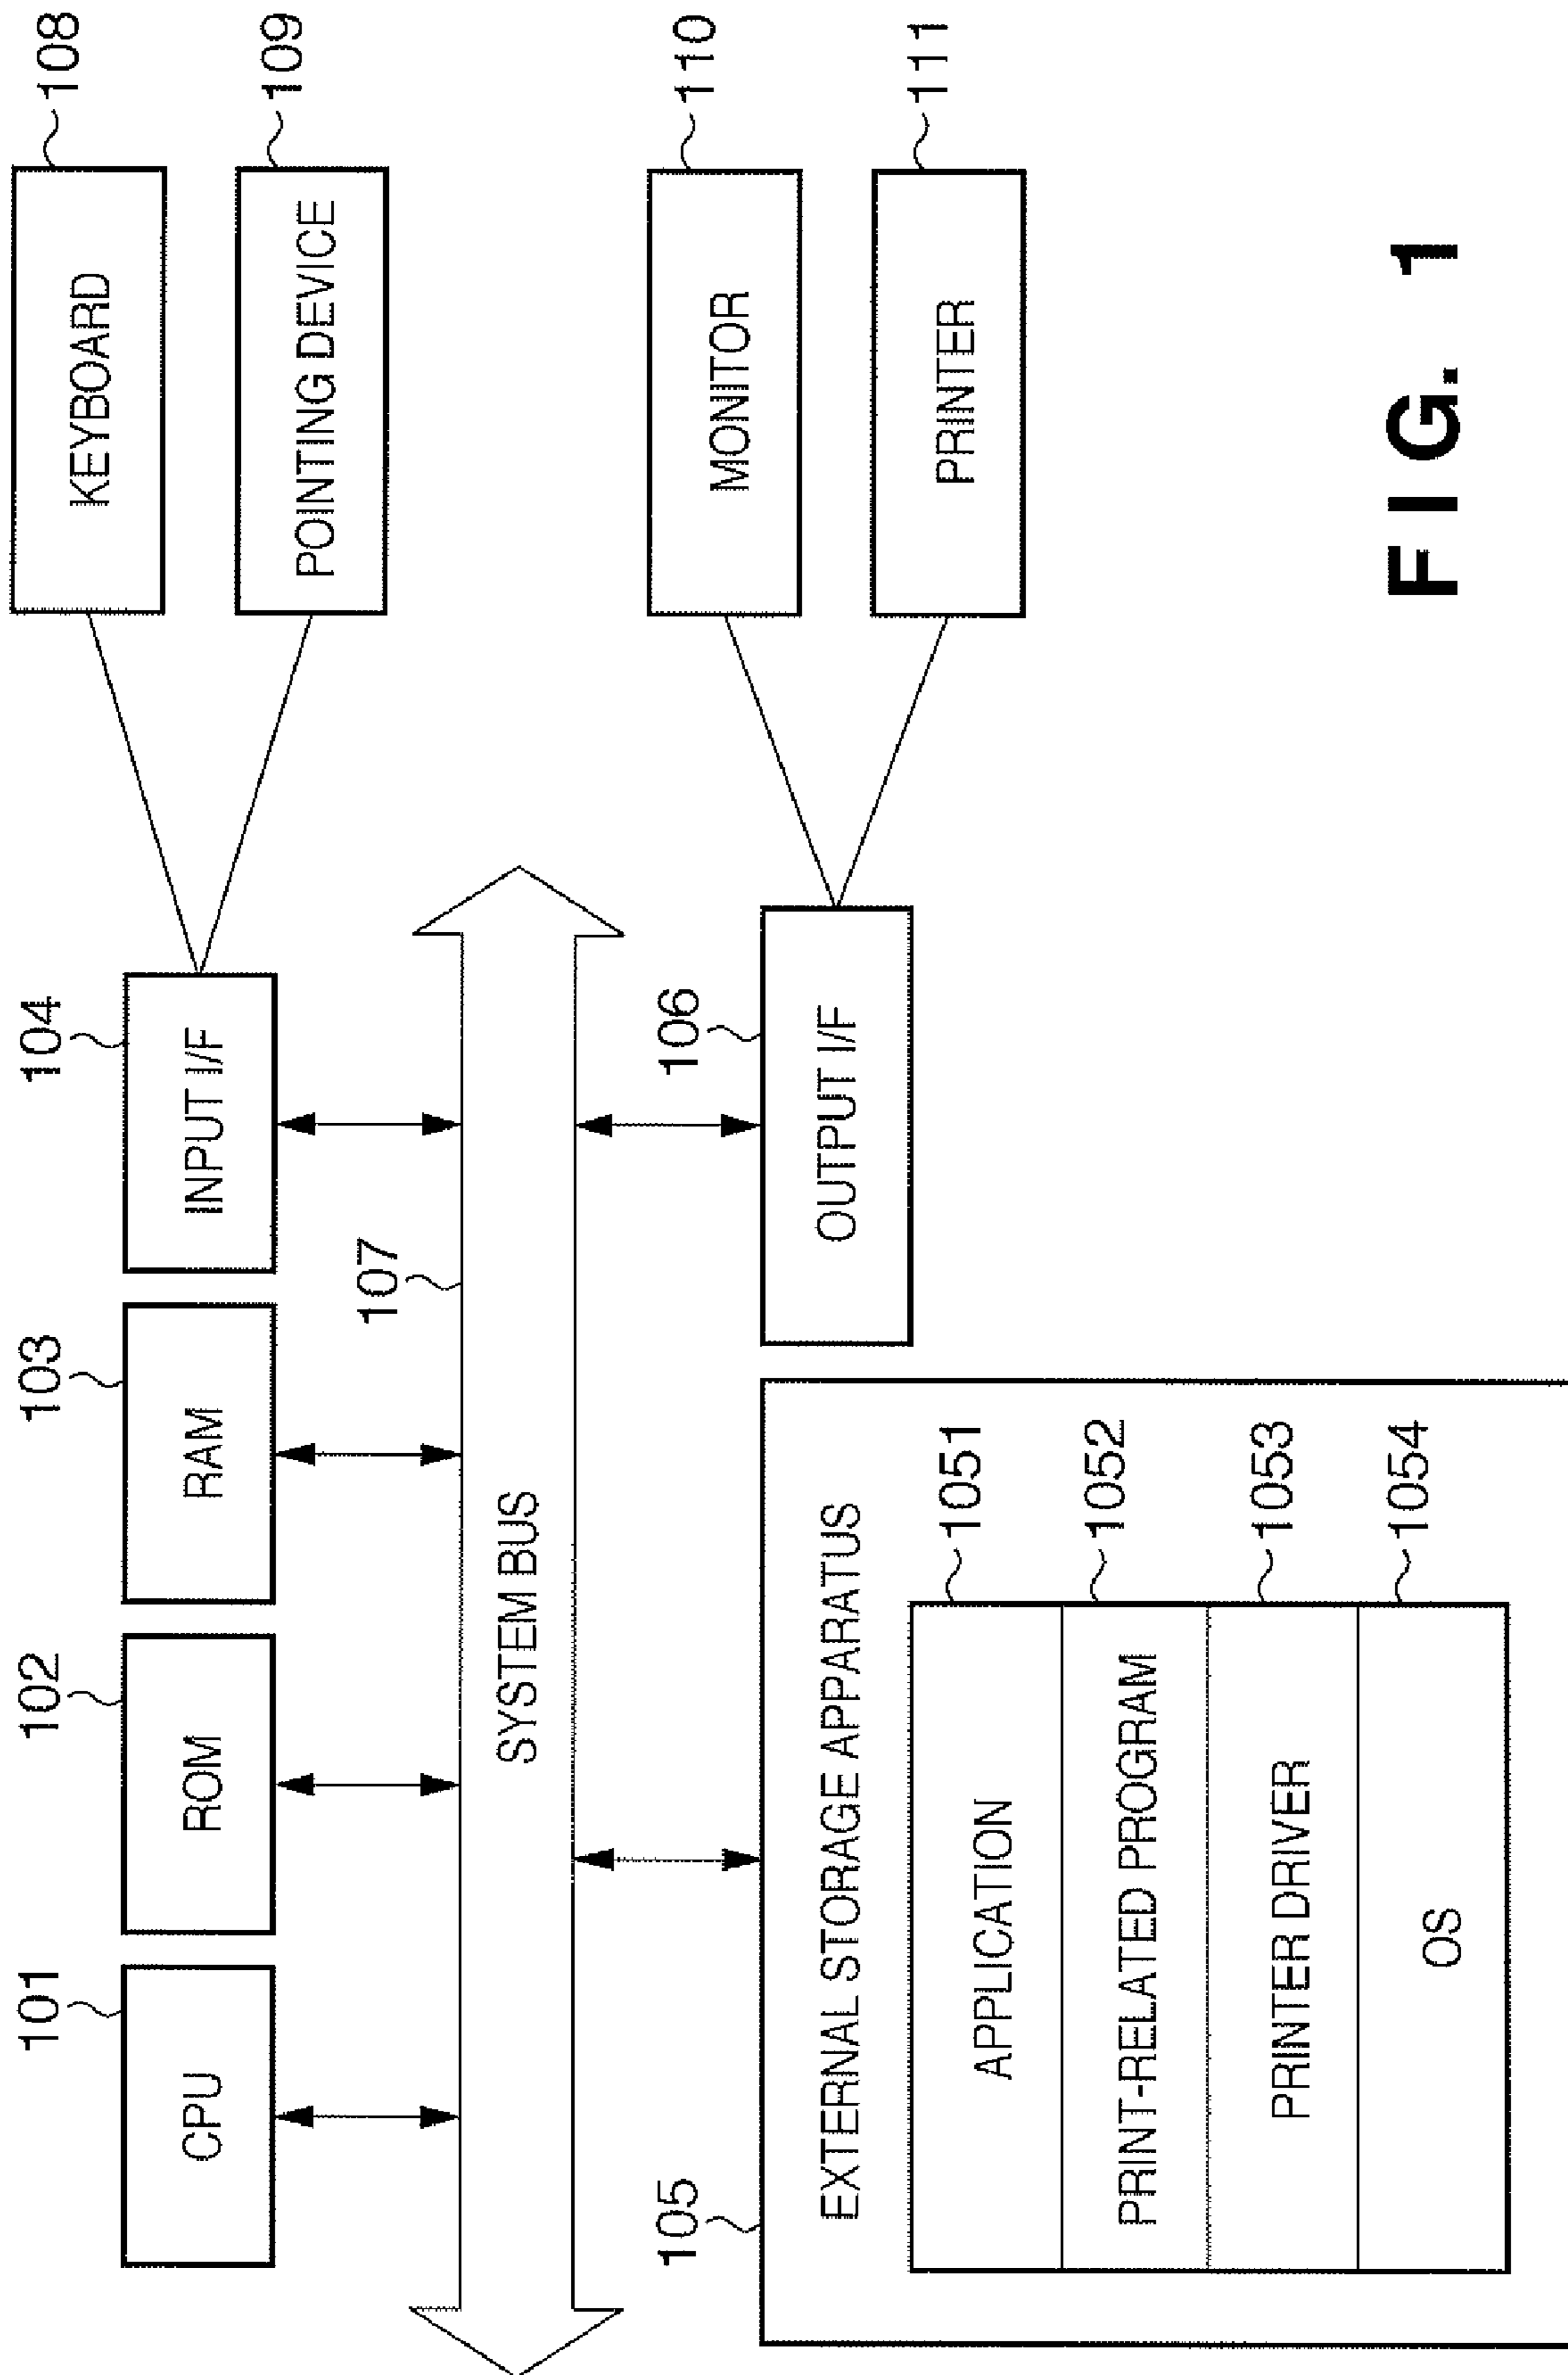 101
102
103
104
108
CPU
ROM
RAM
INPUT I/F
KEYBOARD
109
POINTING DEVICE
107
SYSTEM BUS
105
106
110
EXTERNAL STORAGE APPARATUS
OUTPUT I/F
MONITOR
111
PRINTER
APPLICATION
1051
PRINT-RELATED PROGRAM
1052
PRINTER DRIVER
1053
OS
1054
FIG. 1